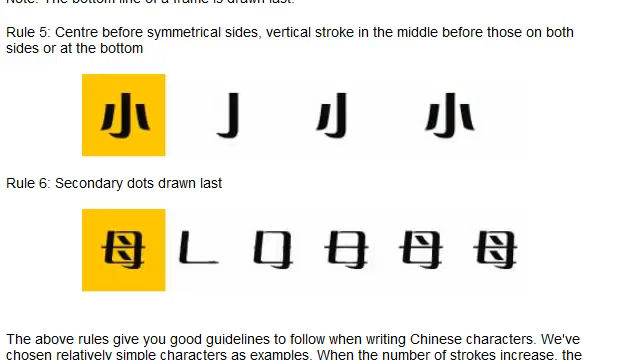 Note: The bottom line of a frame is drawn last.
Rule 5: Centre before symmetrical sides, vertical stroke in the middle before those on both
sides or at the bottom
小 亅 小
Rule 6: Secondary dots drawn last
母 母
The above rules give you good guidelines to follow when writing Chinese characters. We've
chosen relatively simple characters as examples. When the number of strokes increase, the